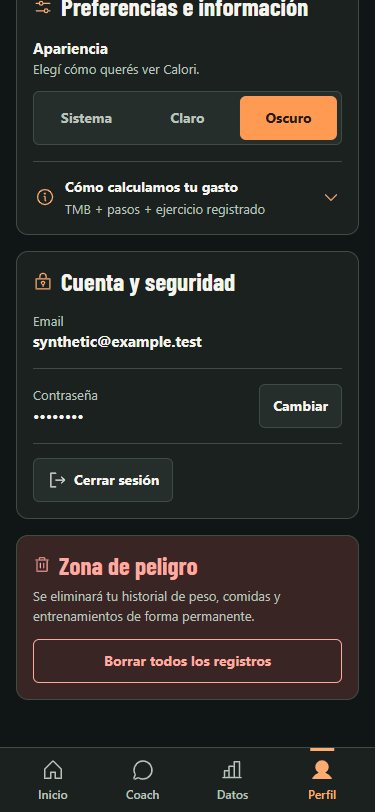 Preferencias e información
Apariencia
Elegí cómo querés ver Calori.
Sistema
Claro
Oscuro
Cómo calculamos tu gasto
TMB + pasos + ejercicio registrado
Cuenta y seguridad
Email
synthetic@example.test
Contraseña
••••••••
Cambiar
Cerrar sesión
Zona de peligro
Se eliminará tu historial de peso, comidas y
entrenamientos de forma permanente.
Borrar todos los registros
Inicio
Coach
Datos
Perfil